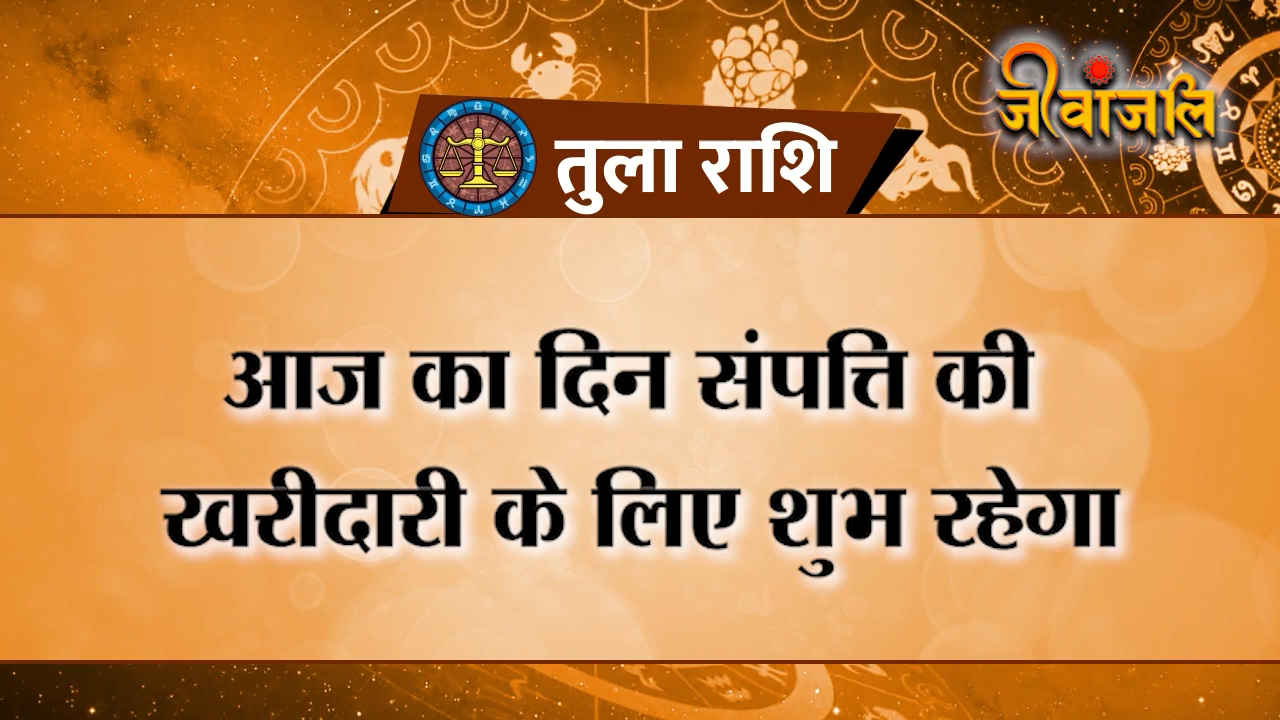 जीवांजलि
तुला राशि
आज का दिन संपत्ति की
खरीदारी के लिए शुभ रहेगा